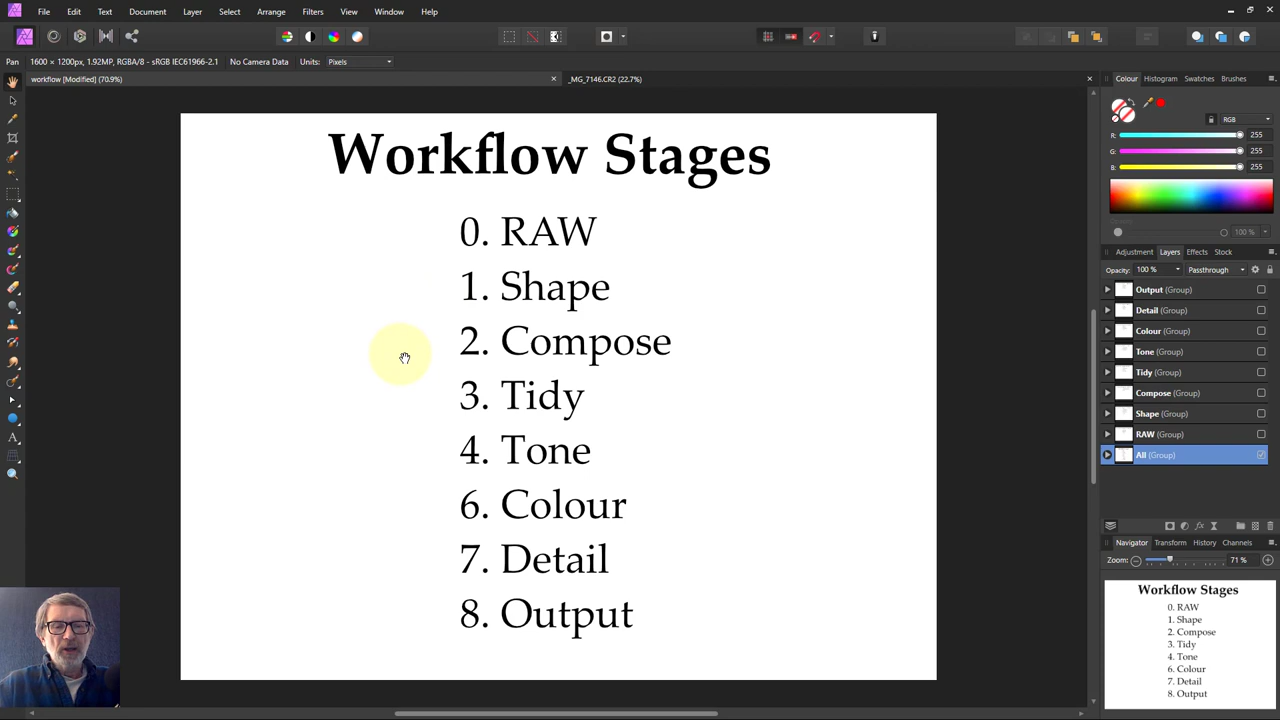 File Edit Text Document Layer Select Arrange Filters View Window Help
Pan 1600 × 1200px, 1.92MP, RGBA/8 - sRGB IEC61966-2.1 No Camera Data Units: Pixels
workflow [Modified] (70.9%)
_MG_7146.CR2 (22.7%)
Workflow Stages
0. RAW
1. Shape
2. Compose
3. Tidy
4. Tone
6. Colour
7. Detail
8. Output
Colour Histogram Swatches Brushes
RGB
R: 255
G: 255
B: 255
100 %
Adjustment Layers Effects Stock
Opacity: 100 % Passthrough
Output (Group)
Detail (Group)
Colour (Group)
Tone (Group)
Tidy (Group)
Compose (Group)
Shape (Group)
RAW (Group)
All (Group)
Navigator Transform History Channels
Zoom: 71 %
Workflow Stages
0. RAW
1. Shape
2. Compose
3. Tidy
4. Tone
6. Colour
7. Detail
8. Output